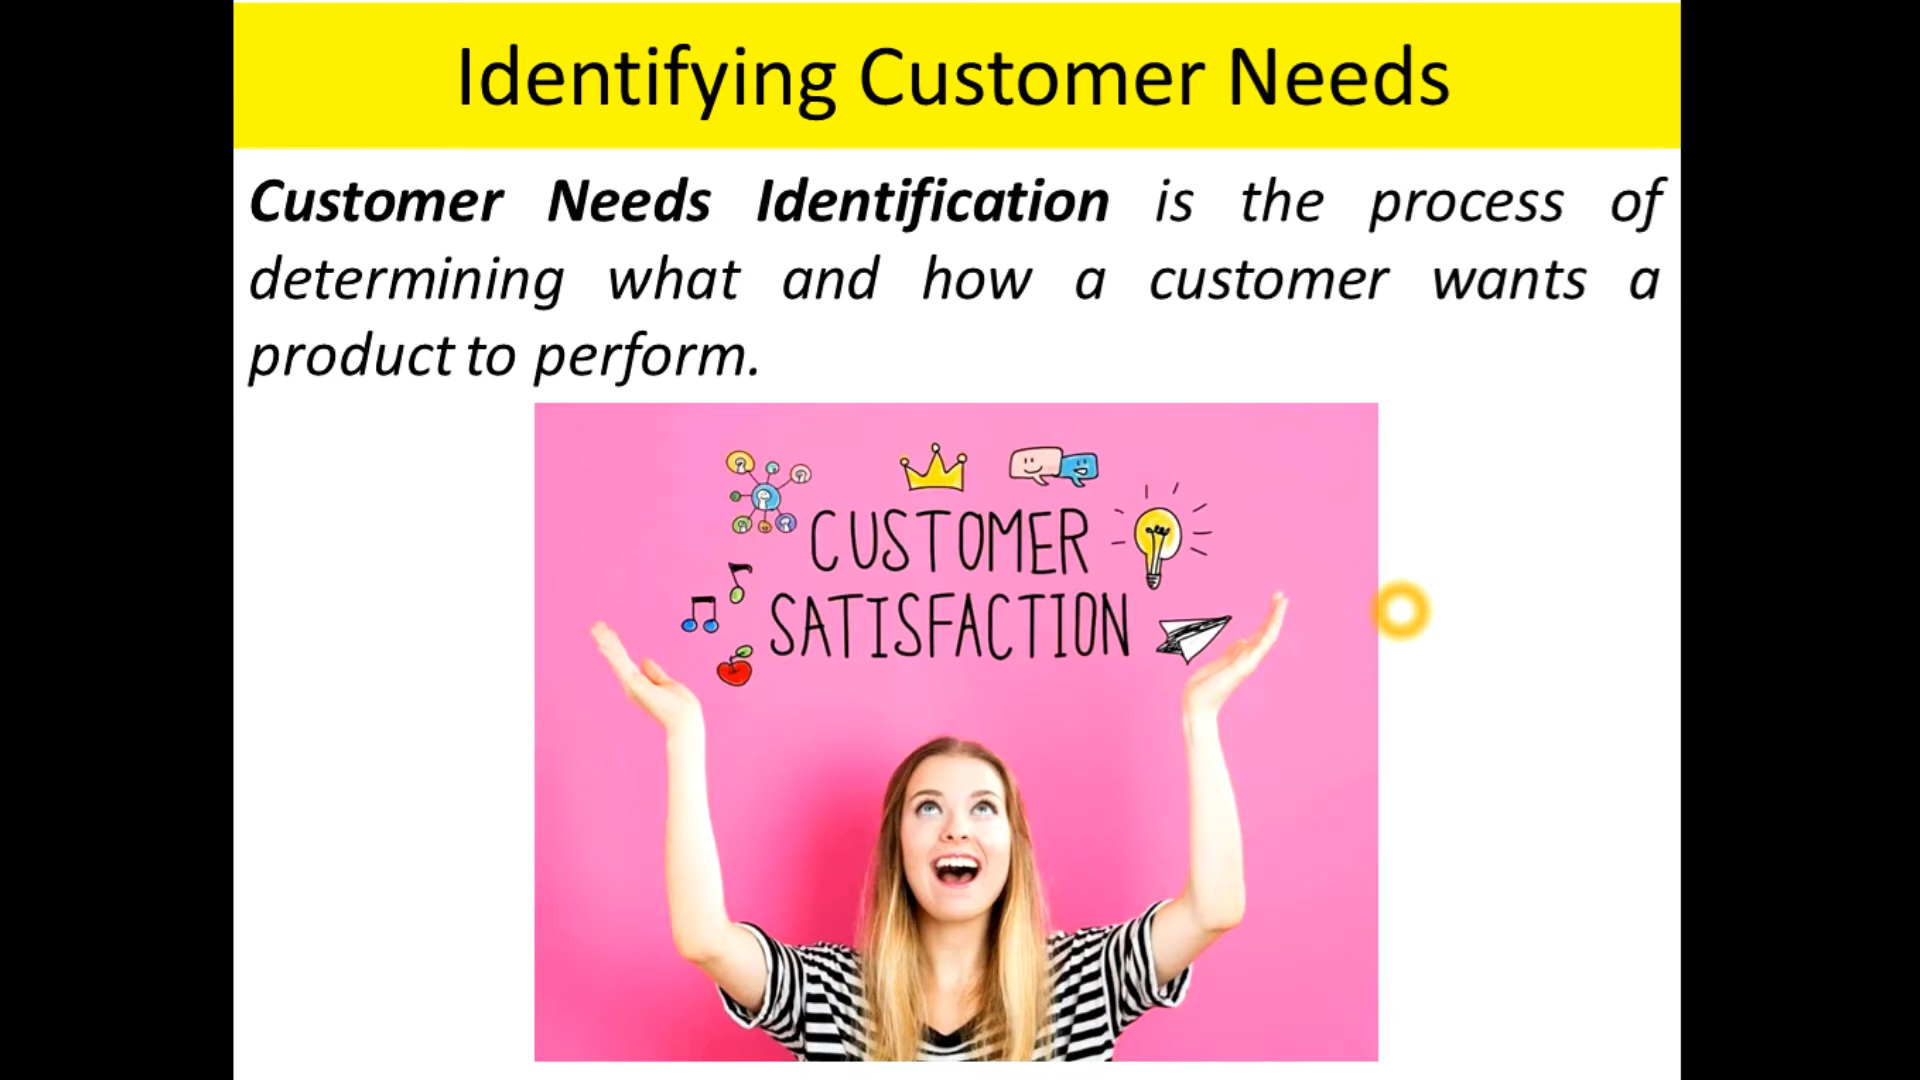 Identifying Customer Needs
Customer Needs Identification is the process of
determining what and how a customer wants a
product to perform.
CUSTOMER
SATISFACTION